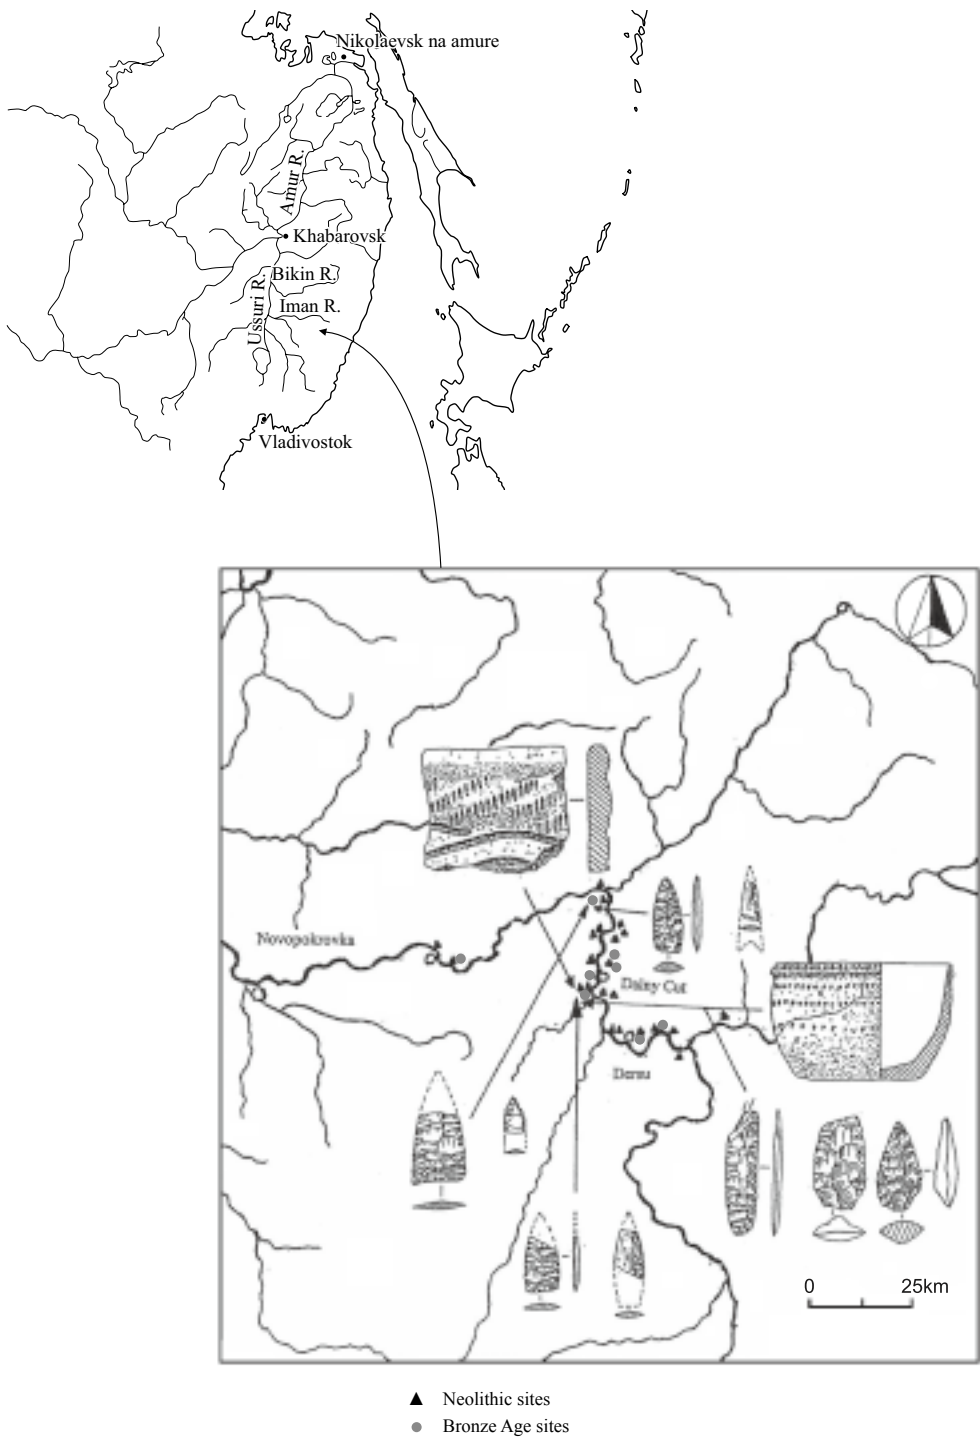 Nikolaevsk na amure
Amur R.
Khabarovsk
Bikin R.
Ussuri R.
Iman R.
Vladivostok
Novopokrovka
Dalny Cut
Dersu
0 25km
Neolithic sites
Bronze Age sites